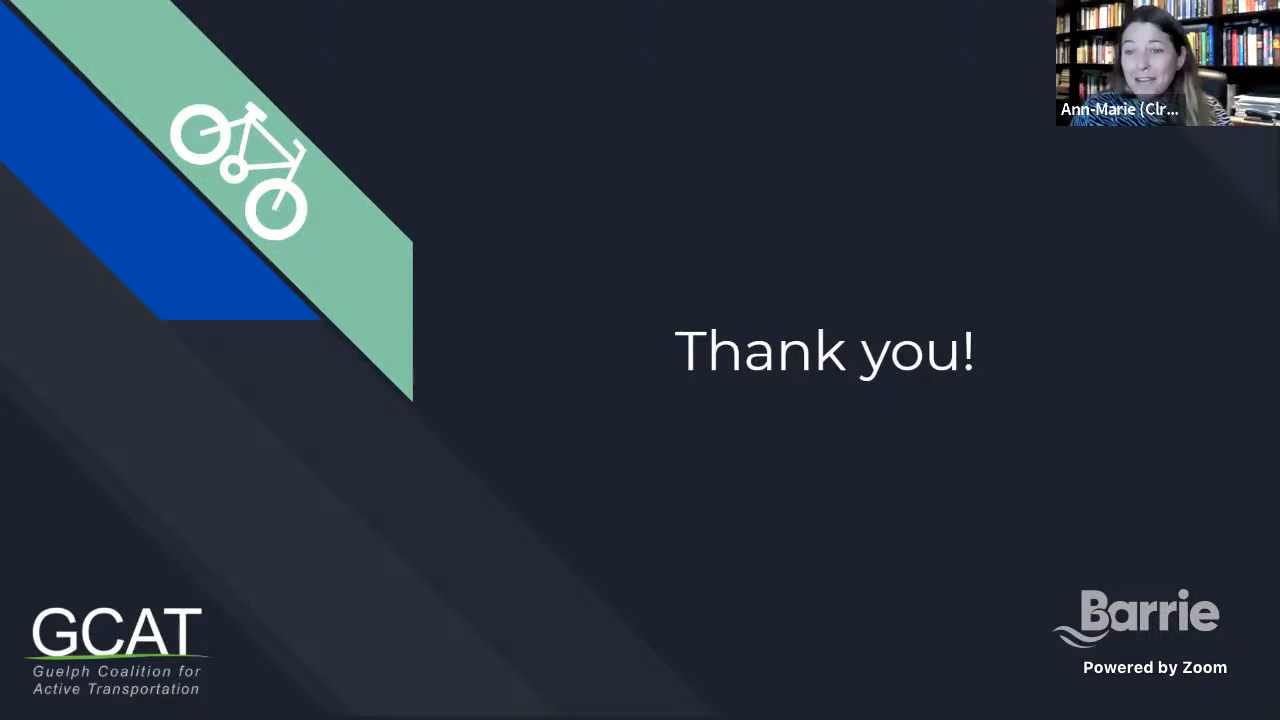 Ann-Marie (Clr...
Thank you!
GCAT
Guelph Coalition for
Active Transportation
Barrie
Powered by Zoom